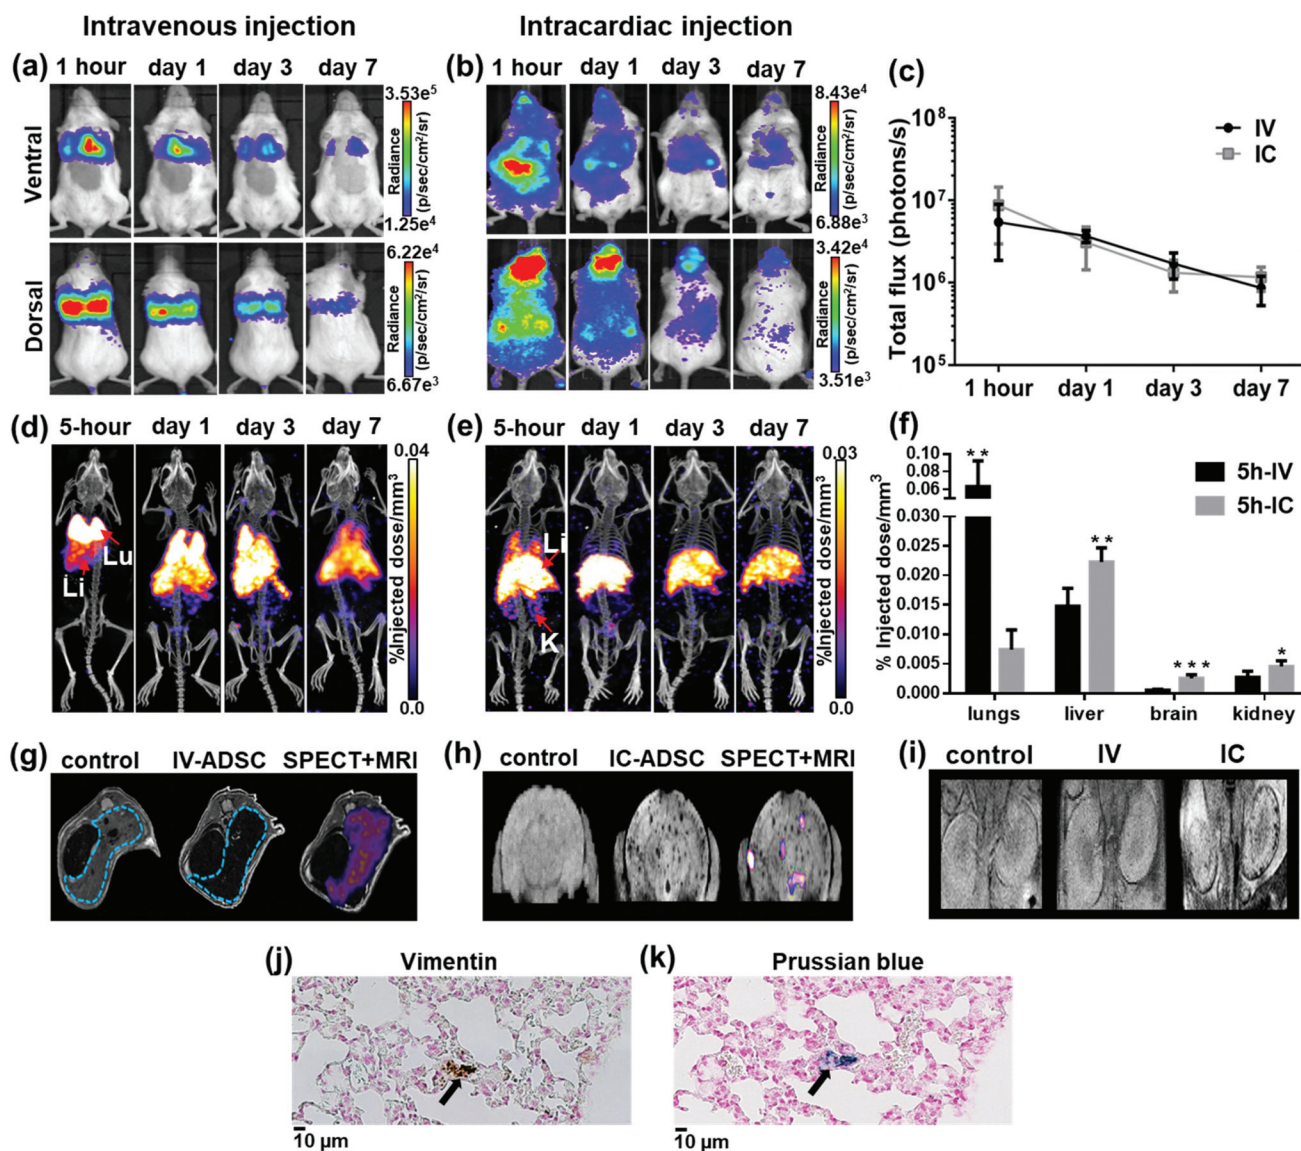 Intravenous injection
Intracardiac injection
(a) 1 hour day 1 day 3 day 7
Ventral
3.53e⁵
Radiance (p/sec/cm²/sr)
1.25e⁴
Dorsal
6.22e⁴
Radiance (p/sec/cm²/sr)
6.67e³
(b) 1 hour day 1 day 3 day 7
8.43e⁴
Radiance (p/sec/cm²/sr)
6.88e³
3.42e⁴
Radiance (p/sec/cm²/sr)
3.51e³
(c)
Total flux (photons/s)
10⁸
10⁷
10⁶
10⁵
IV
IC
1 hour day 1 day 3 day 7
(d) 5-hour day 1 day 3 day 7
Lu
Li
0.04
%Injected dose/mm³
0.0
(e) 5-hour day 1 day 3 day 7
Li
K
0.03
%Injected dose/mm³
0.0
(f)
% Injected dose/mm³
0.10
0.08
0.06
0.030
0.025
0.020
0.015
0.010
0.005
0.000
**
**
***
*
5h-IV
5h-IC
lungs liver brain kidney
(g) control IV-ADSC SPECT+MRI
(h) control IC-ADSC SPECT+MRI
(i) control IV IC
(j) Vimentin
10 μm
(k) Prussian blue
10 μm